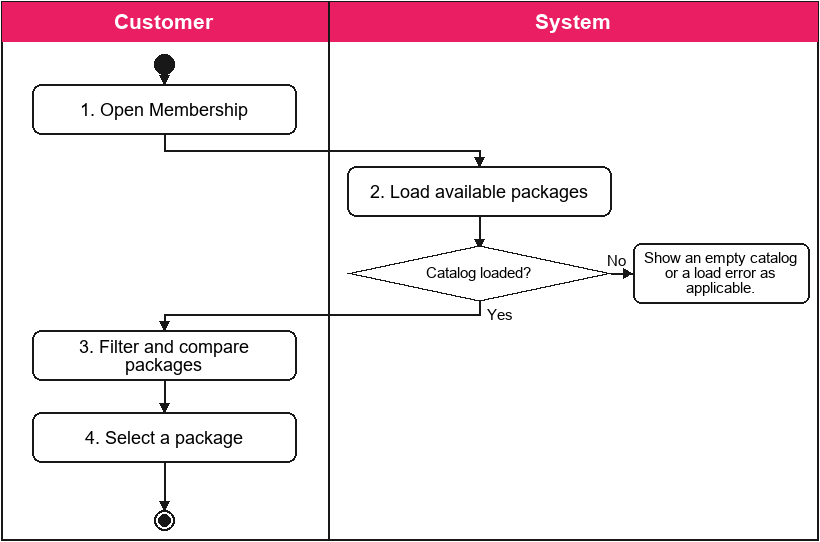 Customer
System
1. Open Membership
2. Load available packages
Catalog loaded?
No
Show an empty catalog
or a load error as
applicable.
Yes
3. Filter and compare
packages
4. Select a package